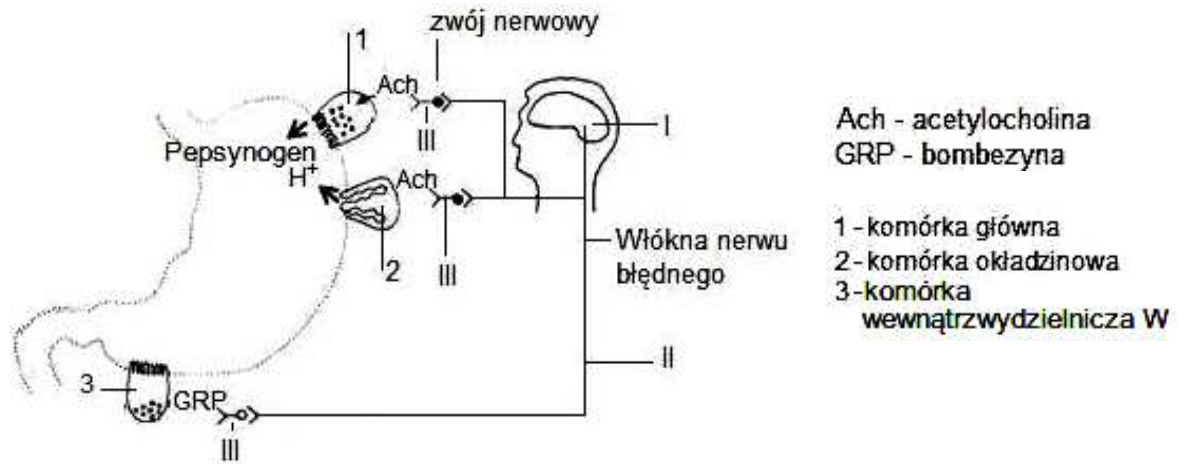 zwój nerwowy
1
Ach
III
Pepsynogen
H+
Ach
III
2
I
Włókna nerwu
błędnego
II
3
GRP
III
Ach - acetylocholina
GRP - bombezyna
1 - komórka główna
2 - komórka okładzinowa
3 - komórka
wewnątrzwydzielnicza W